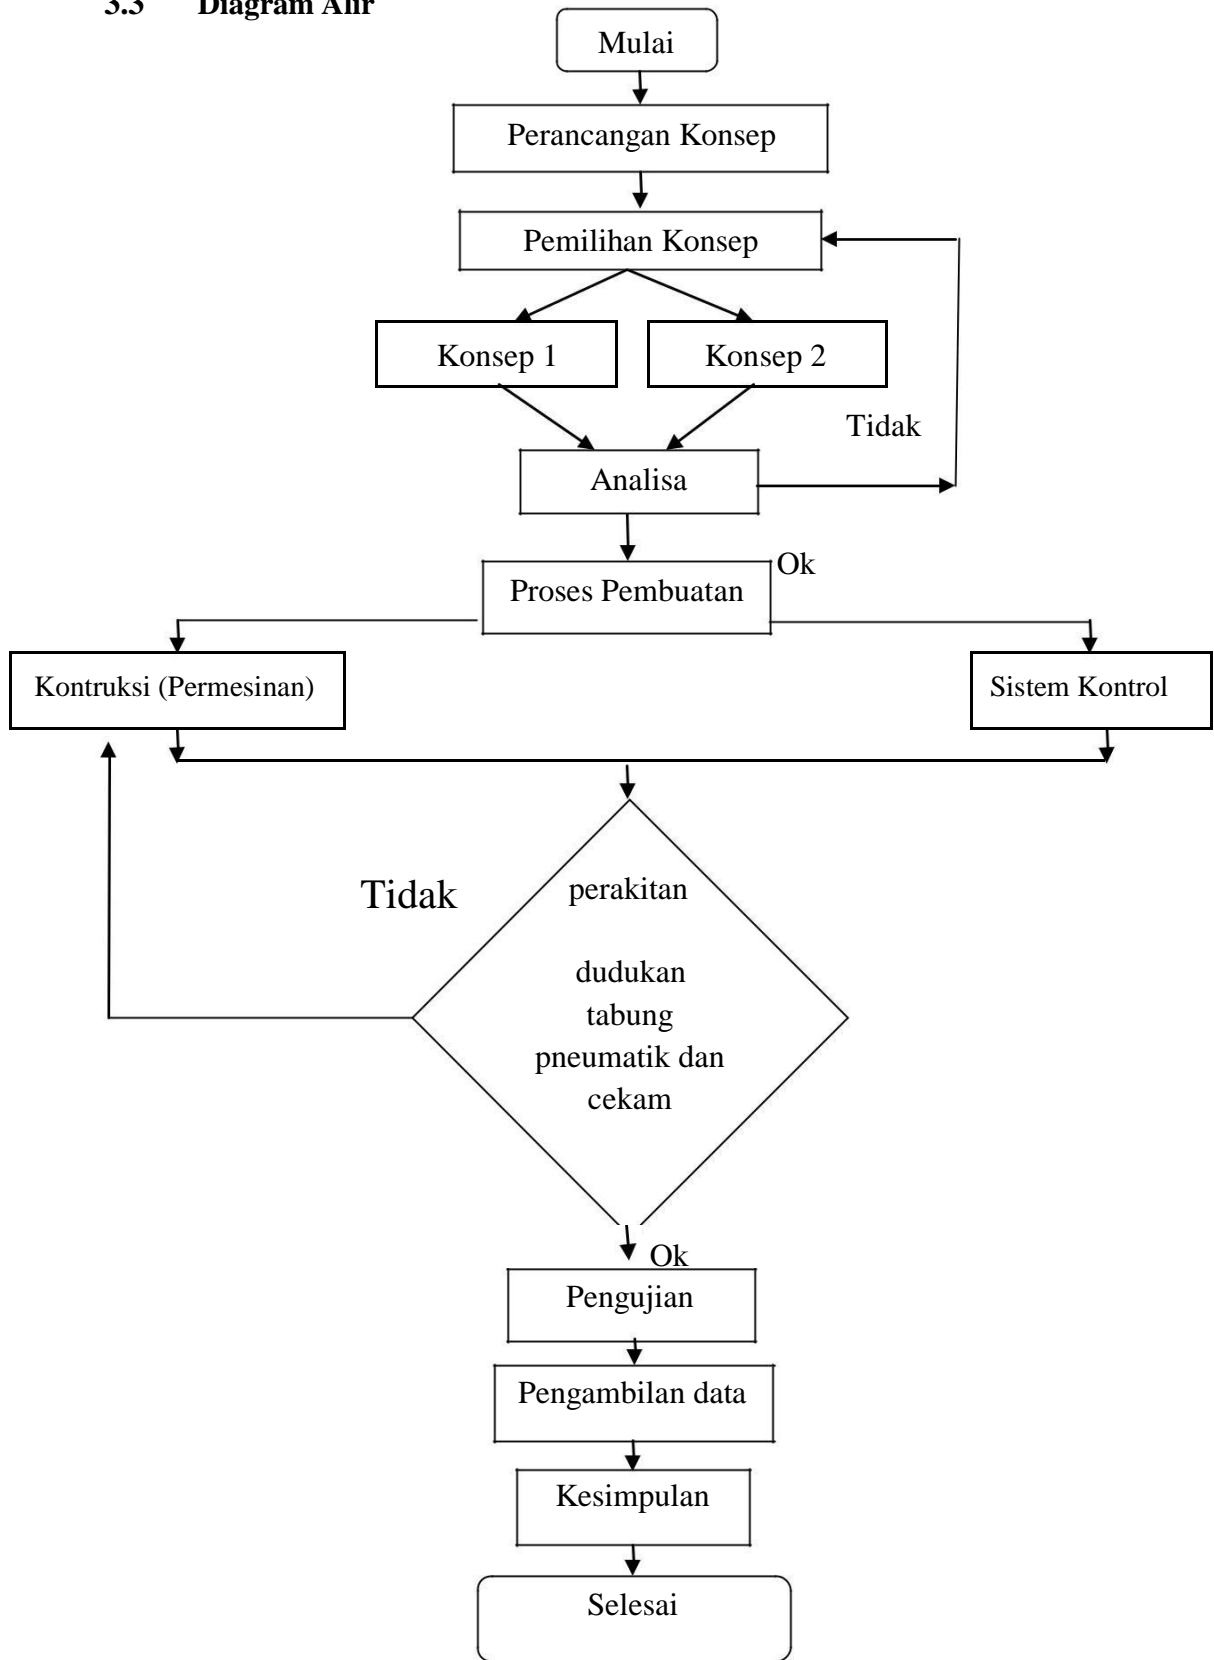 3.3 Diagram Alir
Mulai
Perancangan Konsep
Pemilihan Konsep
Konsep 1
Konsep 2
Tidak
Analisa
Ok
Proses Pembuatan
Kontruksi (Permesinan)
Sistem Kontrol
Tidak
perakitan
dudukan
tabung
pneumatik dan
cekam
Ok
Pengujian
Pengambilan data
Kesimpulan
Selesai